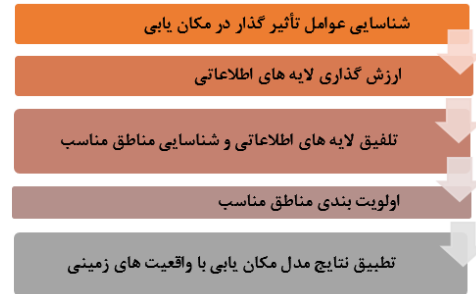 شناسایی عوامل تأثیر گذار در مکان یابی
ارزش گذاری لایه های اطلاعاتی
تلفیق لایه های اطلاعاتی و شناسایی مناطق مناسب
اولویت بندی مناطق مناسب
تطبیق نتایج مدل مکان یابی با واقعیت های زمینی